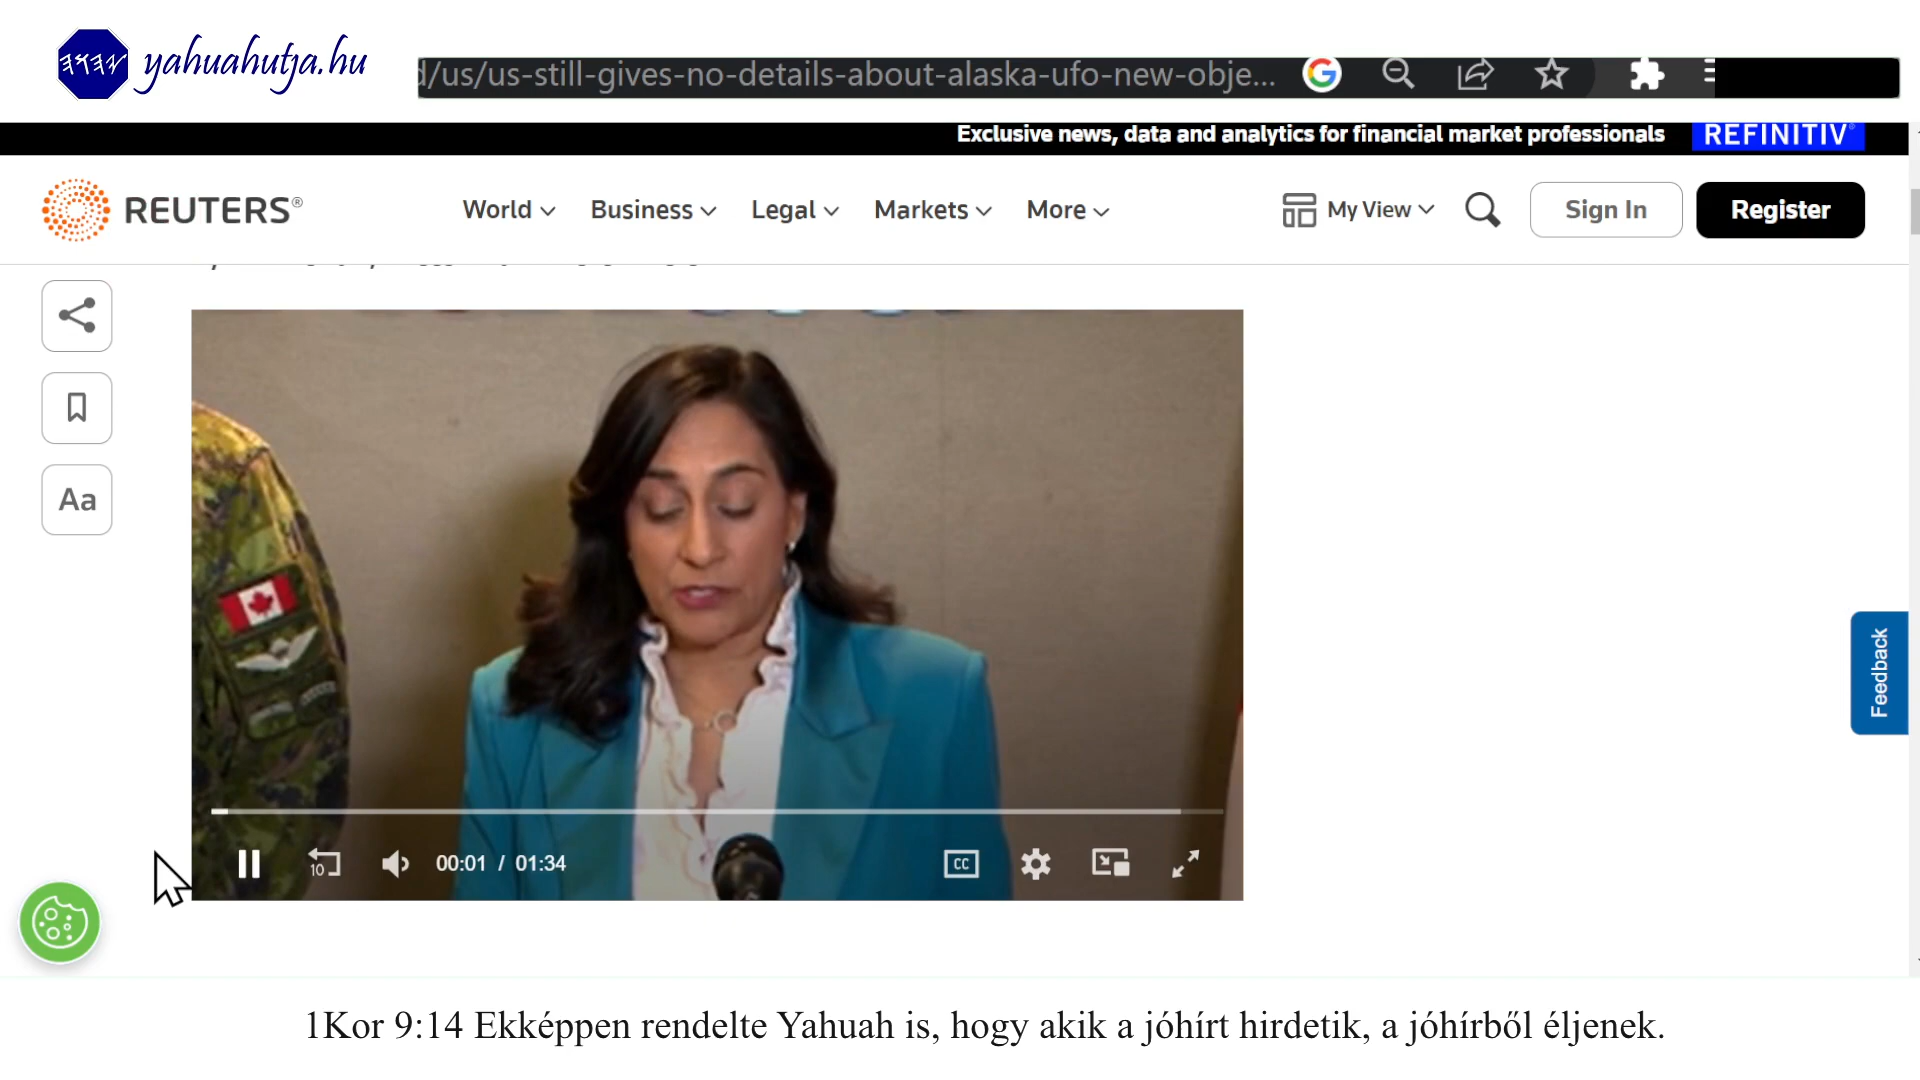 yahuahutja.hu
d/us/us-still-gives-no-details-about-alaska-ufo-new-obje...
Exclusive news, data and analytics for financial market professionals
REFINITIV
REUTERS®
World
Business
Legal
Markets
More
My View
Sign In
Register
Aa
Feedback
10
00:01 / 01:34
CC
1Kor 9:14 Ekképpen rendelte Yahuah is, hogy akik a jóhírt hirdetik, a jóhírből éljenek.